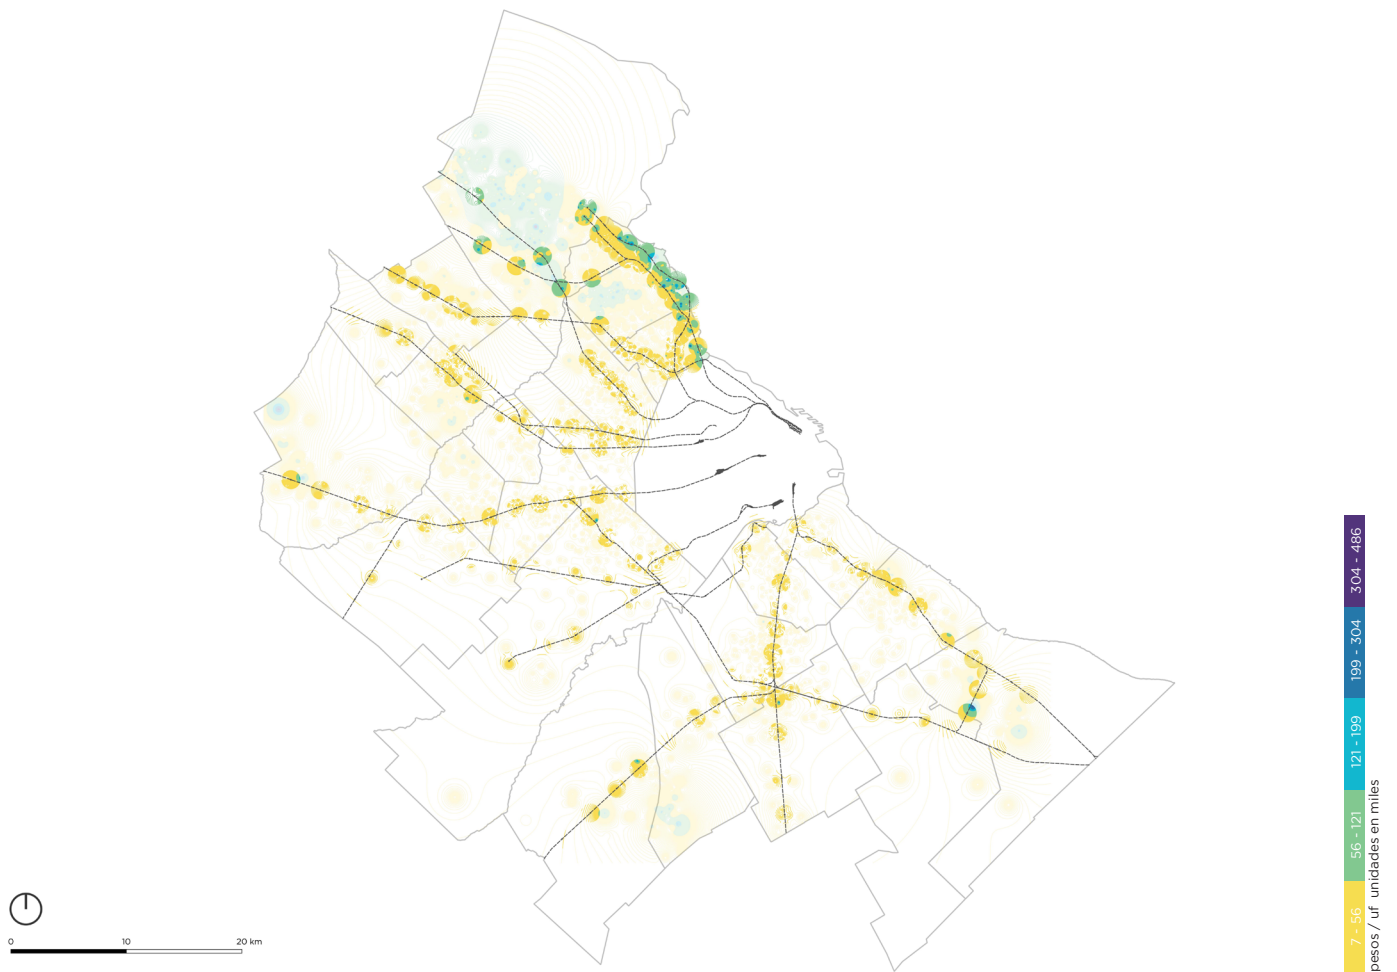 0 10 20 km
304 - 486
199 - 304
121 - 199
56 - 121
7 - 56
pesos / uf unidades en miles